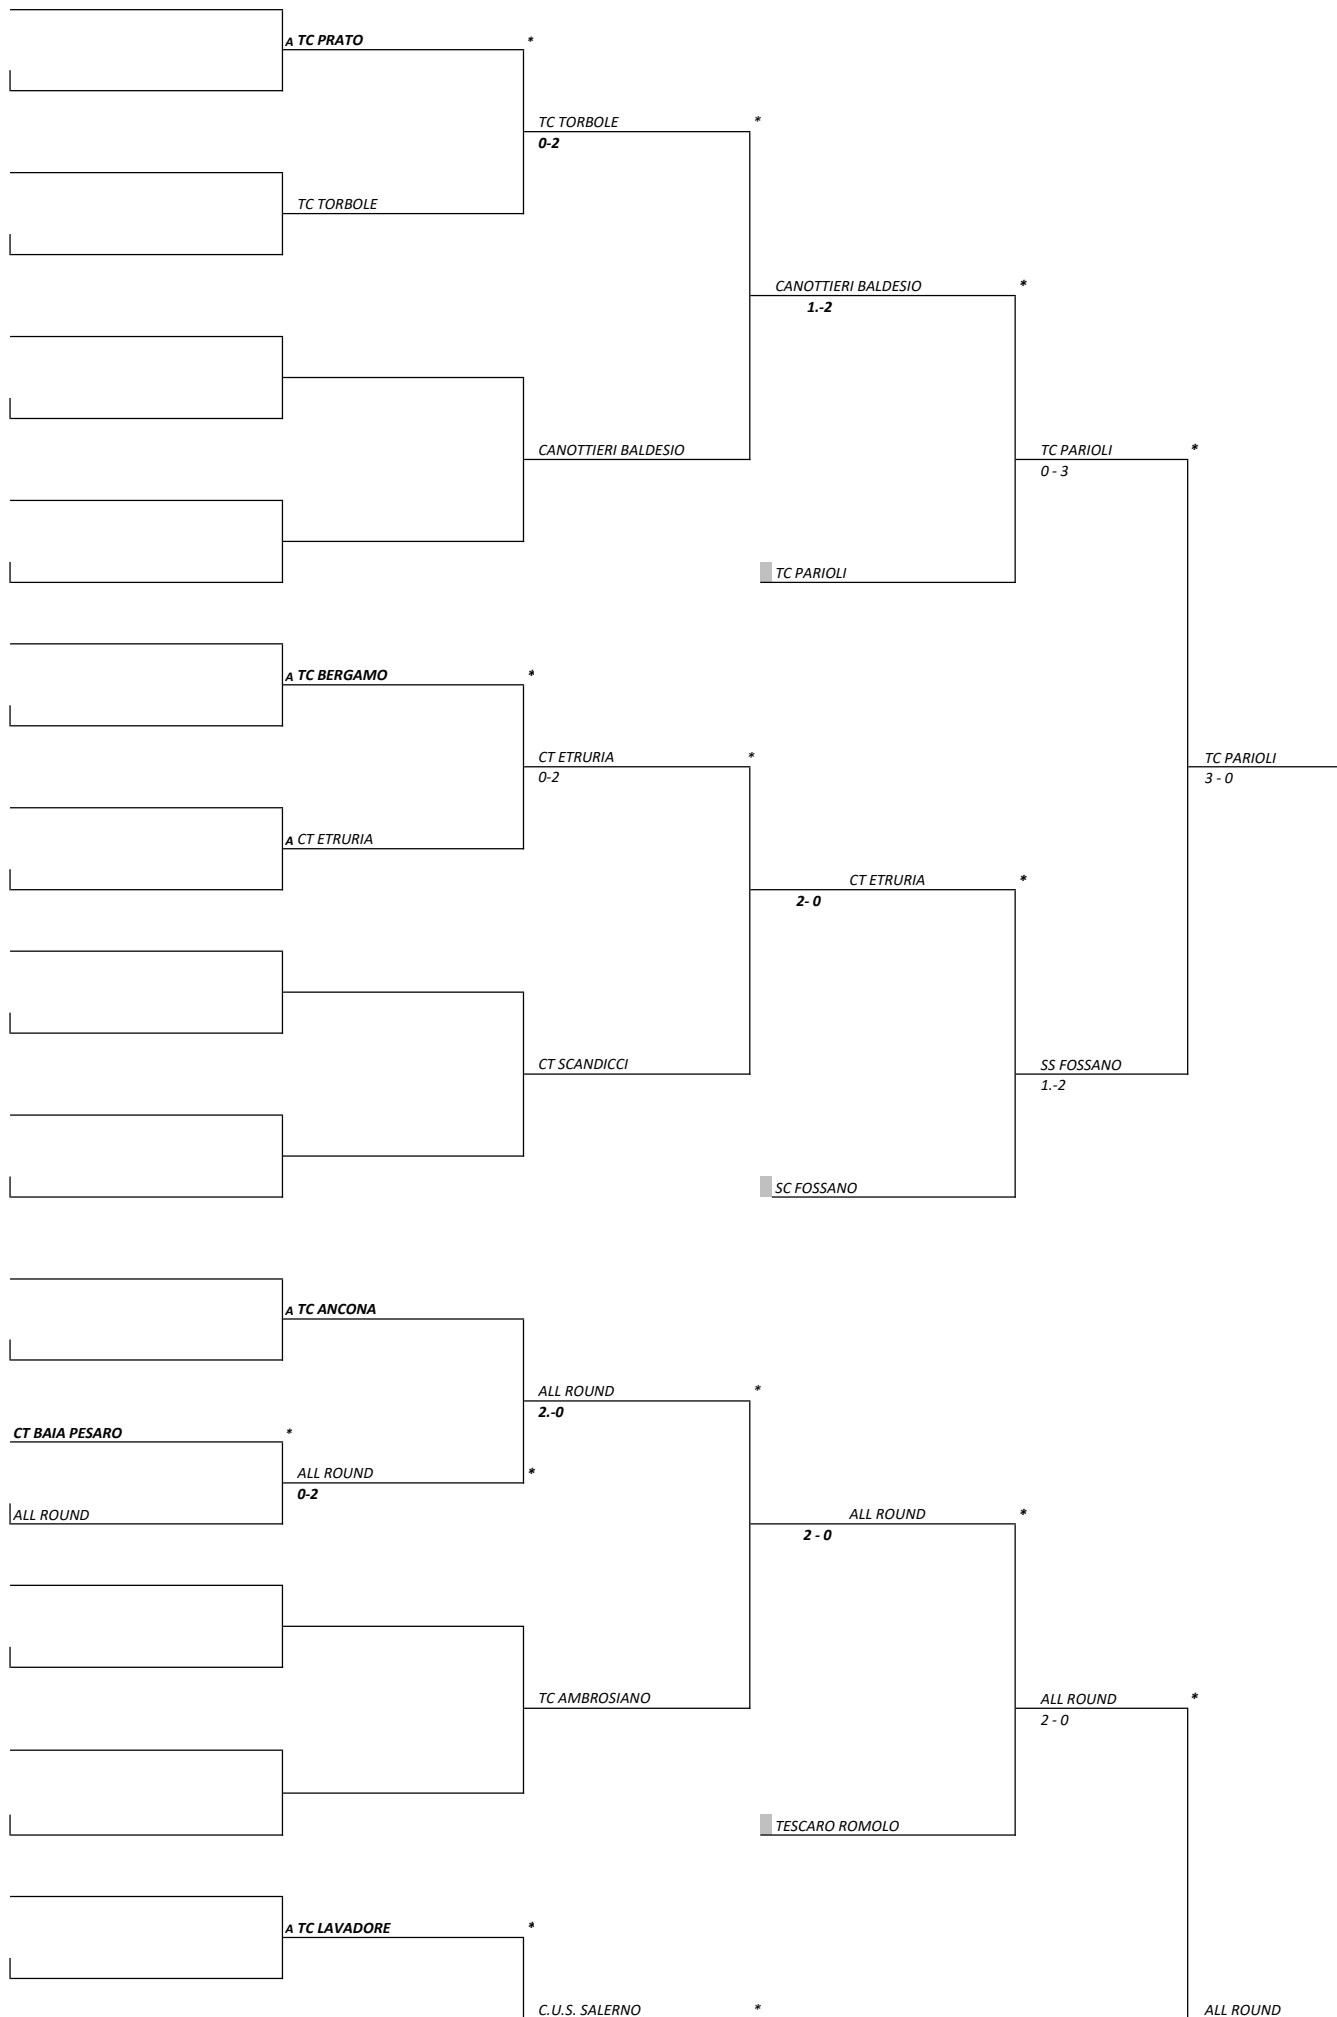 A TC PRATO *
TC TORBOLE *
0-2
TC TORBOLE
CANOTTIERI BALDESIO *
1.-2
CANOTTIERI BALDESIO
TC PARIOLI *
0 - 3
TC PARIOLI
A TC BERGAMO *
CT ETRURIA *
0-2
TC PARIOLI
3 - 0
A CT ETRURIA
CT ETRURIA *
2- 0
CT SCANDICCI
SS FOSSANO
1.-2
SC FOSSANO
A TC ANCONA
ALL ROUND *
2.-0
CT BAIA PESARO *
ALL ROUND *
0-2
ALL ROUND
ALL ROUND *
2 - 0
TC AMBROSIANO
ALL ROUND *
2 - 0
TESCARO ROMOLO
A TC LAVADORE *
C.U.S. SALERNO *
ALL ROUND